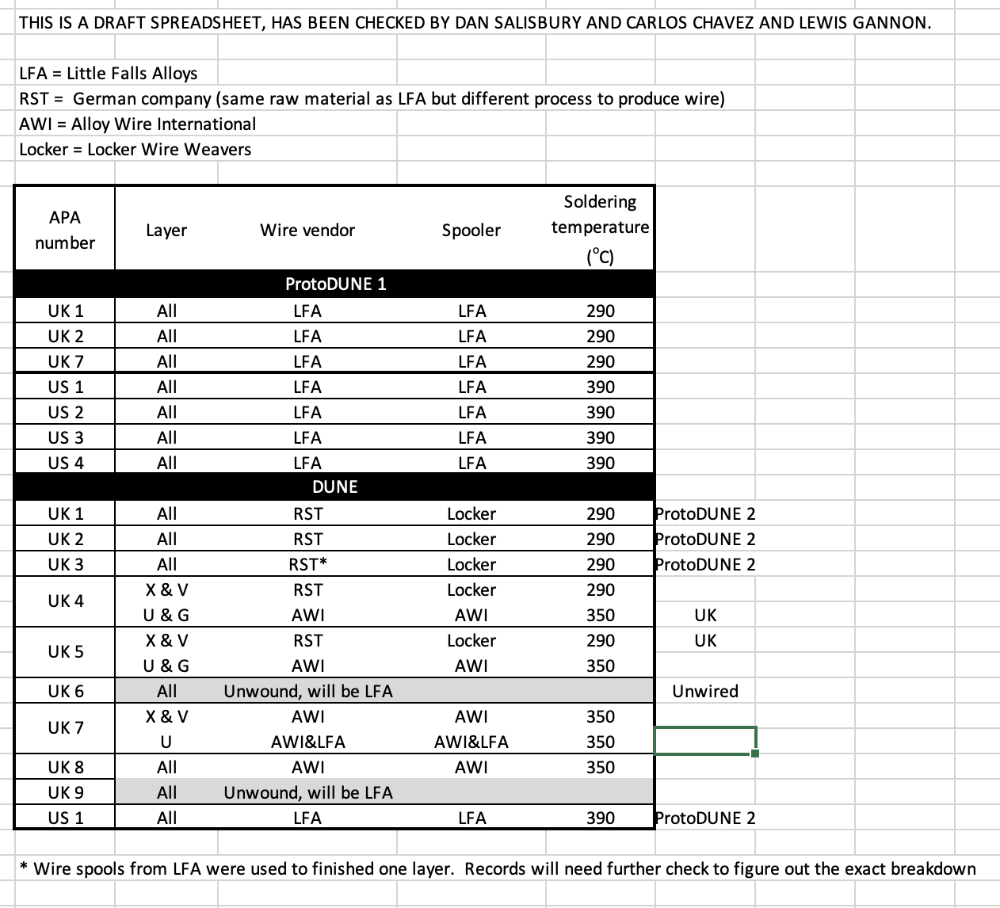 THIS IS A DRAFT SPREADSHEET, HAS BEEN CHECKED BY DAN SALISBURY AND CARLOS CHAVEZ AND LEWIS GANNON.
LFA = Little Falls Alloys
RST =  German company (same raw material as LFA but different process to produce wire)
AWI = Alloy Wire International
Locker = Locker Wire Weavers
APA number Layer Wire vendor Spooler Soldering temperature (°C)
ProtoDUNE 1
UK 1 All LFA LFA 290
UK 2 All LFA LFA 290
UK 7 All LFA LFA 290
US 1 All LFA LFA 390
US 2 All LFA LFA 390
US 3 All LFA LFA 390
US 4 All LFA LFA 390
DUNE
UK 1 All RST Locker 290 ProtoDUNE 2
UK 2 All RST Locker 290 ProtoDUNE 2
UK 3 All RST* Locker 290 ProtoDUNE 2
UK 4 X & V RST Locker 290
U & G AWI AWI 350 UK
UK 5 X & V RST Locker 290 UK
U & G AWI AWI 350
UK 6 All Unwound, will be LFA Unwired
UK 7 X & V AWI AWI 350
U AWI&LFA AWI&LFA 350
UK 8 All AWI AWI 350
UK 9 All Unwound, will be LFA
US 1 All LFA LFA 390 ProtoDUNE 2
* Wire spools from LFA were used to finished one layer.  Records will need further check to figure out the exact breakdown